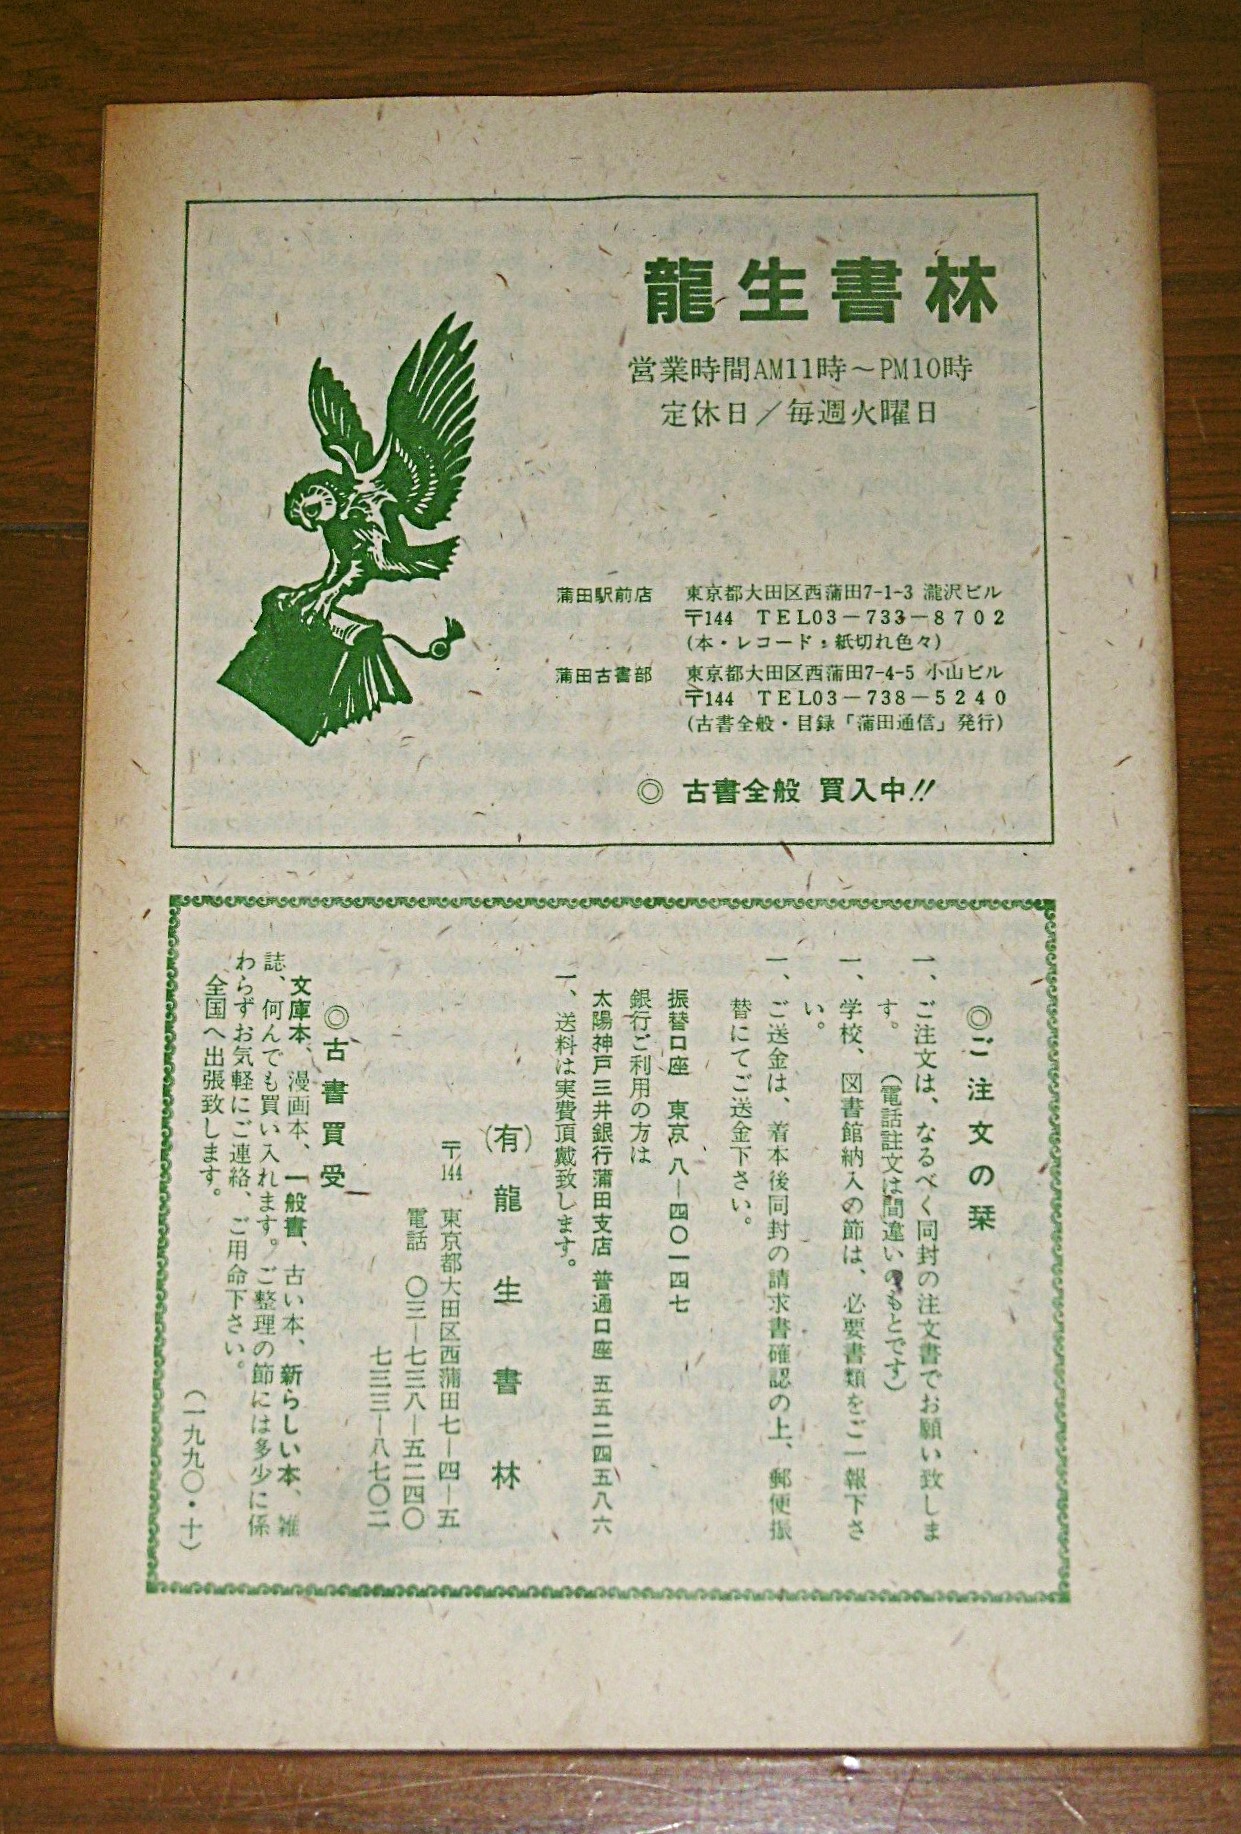 龍生書林
営業時間AM11時〜PM10時
定休日／毎週火曜日
蒲田駅前店 東京都大田区西蒲田7-1-3 瀧沢ビル
〒144 TEL03－733－8702
(本・レコード・紙切れ色々)
蒲田古書部 東京都大田区西蒲田7-4-5 小山ビル
〒144 TEL03－738－5240
(古書全般・目録「蒲田通信」発行)
◎ 古書全般 買入中!!
◎ご注文の栞
一、ご注文は、なるべく同封の注文書でお願い致しま
す。（電話註文は間違いのもとです）
一、学校、図書館納入の節は、必要書類をご一報下さ
い。
一、ご送金は、着本後同封の請求書確認の上、郵便振
替にてご送金下さい。
振替口座 東京 八―四〇一四七
銀行ご利用の方は
太陽神戸三井銀行蒲田支店 普通口座 五五二四五八六
一、送料は実費頂戴致します。
(有)龍生書林
〒144 東京都大田区西蒲田七―四―五
電話 〇三―七三八―五二四〇
七三三―八七〇二
◎古書買受
文庫本、漫画本、一般書、古い本、新らしい本、雑
誌、何んでも買い入れます。ご整理の節には多少に係
わらずお気軽にご連絡、ご用命下さい。
全国へ出張致します。
（一九九〇・十）